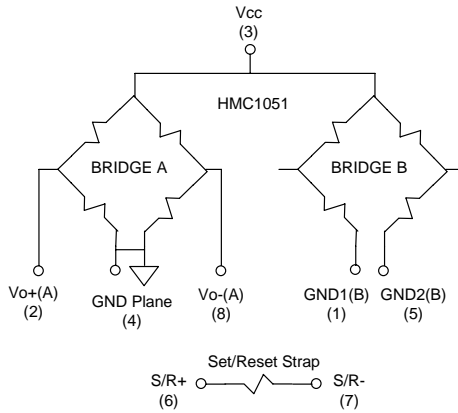 Vcc
(3)
HMC1051
BRIDGE A
BRIDGE B
Vo+(A)
(2)
GND Plane
(4)
Vo-(A)
(8)
GND1(B)
(1)
GND2(B)
(5)
Set/Reset Strap
S/R+
(6)
S/R-
(7)